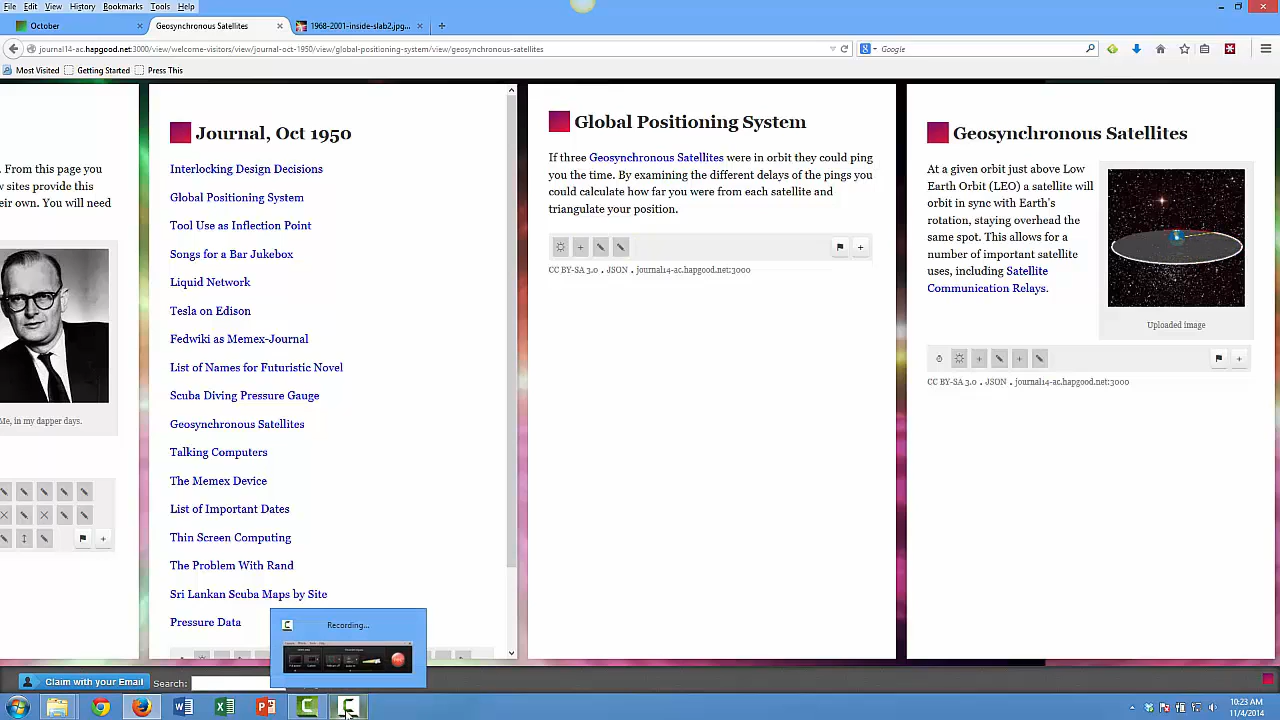 File Edit View History Bookmarks Tools Help
October
Geosynchronous Satellites
1968-2001-inside-slab2.jpg...
journal14-ac.hapgood.net:3000/view/welcome-visitors/view/journal-oct-1950/view/global-positioning-system/view/geosynchronous-satellites
Google
Most Visited Getting Started Press This
. From this page you
w sites provide this
eir own. You will need
Me, in my dapper days.
Journal, Oct 1950
Interlocking Design Decisions
Global Positioning System
Tool Use as Inflection Point
Songs for a Bar Jukebox
Liquid Network
Tesla on Edison
Fedwiki as Memex-Journal
List of Names for Futuristic Novel
Scuba Diving Pressure Gauge
Geosynchronous Satellites
Talking Computers
The Memex Device
List of Important Dates
Thin Screen Computing
The Problem With Rand
Sri Lankan Scuba Maps by Site
Pressure Data
Global Positioning System
If three Geosynchronous Satellites were in orbit they could ping
you the time. By examining the different delays of the pings you
could calculate how far you were from each satellite and
triangulate your position.
CC BY-SA 3.0 . JSON . journal14-ac.hapgood.net:3000
Geosynchronous Satellites
At a given orbit just above Low
Earth Orbit (LEO) a satellite will
orbit in sync with Earth's
rotation, staying overhead the
same spot. This allows for a
number of important satellite
uses, including Satellite
Communication Relays.
Uploaded image
CC BY-SA 3.0 . JSON . journal14-ac.hapgood.net:3000
Recording...
Claim with your Email
Search:
10:23 AM
11/4/2014